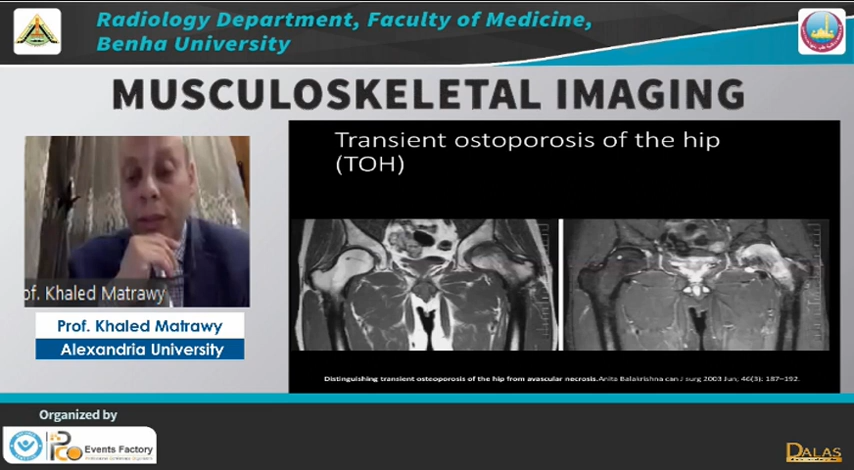 Radiology Department, Faculty of Medicine,
Benha University
MUSCULOSKELETAL IMAGING
Transient ostoporosis of the hip
(TOH)
of. Khaled Matrawy
Prof. Khaled Matrawy
Alexandria University
Distinguishing transient osteoporosis of the hip from avascular necrosis.Anita Balakrishna can J surg 2003 Jun; 46(3): 187–192.
Organized by
Events Factory
DALAS